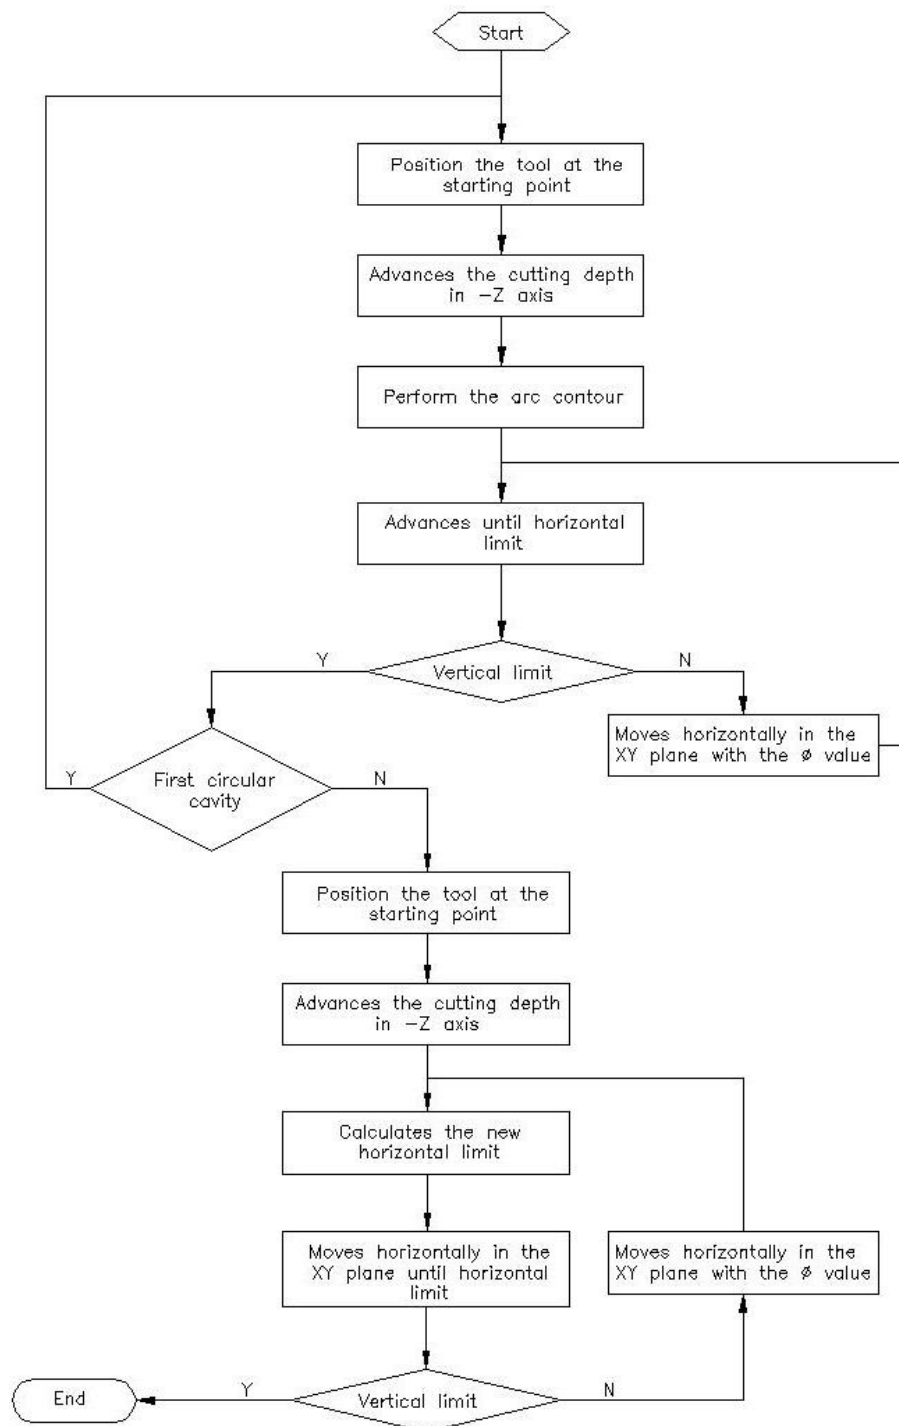 Start
Position the tool at the
starting point
Advances the cutting depth
in -Z axis
Perform the arc contour
Advances until horizontal
limit
Y
Vertical limit
N
Moves horizontally in the
XY plane with the ø value
Y
First circular
cavity
N
Position the tool at the
starting point
Advances the cutting depth
in -Z axis
Calculates the new
horizontal limit
Moves horizontally in the
XY plane until horizontal
limit
Moves horizontally in the
XY plane with the ø value
End
Y
Vertical limit
N